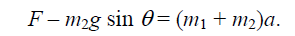 F – m₂g sin θ = (m₁ + m₂)a.